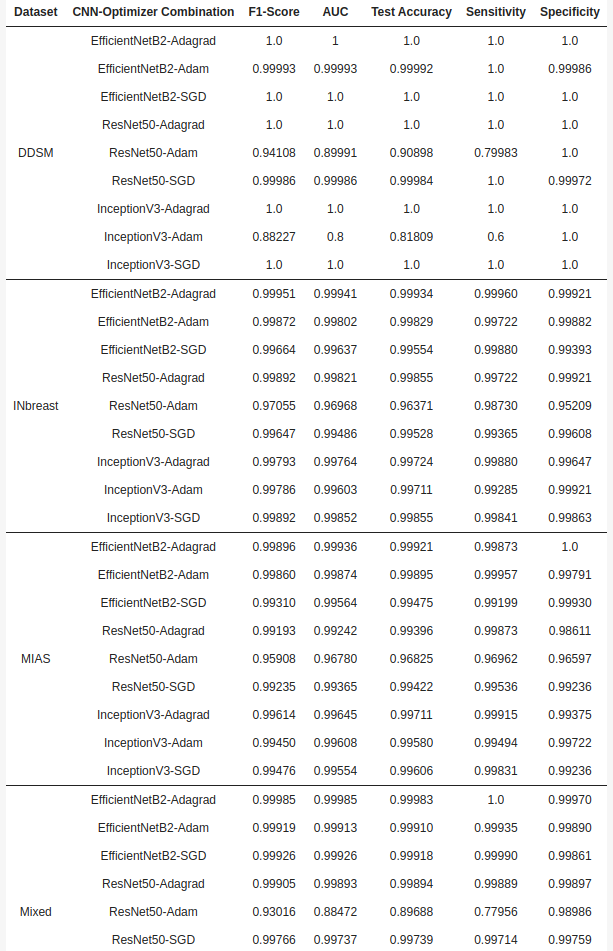 Dataset CNN-Optimizer Combination F1-Score AUC Test Accuracy Sensitivity Specificity
EfficientNetB2-Adagrad 1.0 1 1.0 1.0 1.0
EfficientNetB2-Adam 0.99993 0.99993 0.99992 1.0 0.99986
EfficientNetB2-SGD 1.0 1.0 1.0 1.0 1.0
ResNet50-Adagrad 1.0 1.0 1.0 1.0 1.0
DDSM ResNet50-Adam 0.94108 0.89991 0.90898 0.79983 1.0
ResNet50-SGD 0.99986 0.99986 0.99984 1.0 0.99972
InceptionV3-Adagrad 1.0 1.0 1.0 1.0 1.0
InceptionV3-Adam 0.88227 0.8 0.81809 0.6 1.0
InceptionV3-SGD 1.0 1.0 1.0 1.0 1.0
EfficientNetB2-Adagrad 0.99951 0.99941 0.99934 0.99960 0.99921
EfficientNetB2-Adam 0.99872 0.99802 0.99829 0.99722 0.99882
EfficientNetB2-SGD 0.99664 0.99637 0.99554 0.99880 0.99393
ResNet50-Adagrad 0.99892 0.99821 0.99855 0.99722 0.99921
INbreast ResNet50-Adam 0.97055 0.96968 0.96371 0.98730 0.95209
ResNet50-SGD 0.99647 0.99486 0.99528 0.99365 0.99608
InceptionV3-Adagrad 0.99793 0.99764 0.99724 0.99880 0.99647
InceptionV3-Adam 0.99786 0.99603 0.99711 0.99285 0.99921
InceptionV3-SGD 0.99892 0.99852 0.99855 0.99841 0.99863
EfficientNetB2-Adagrad 0.99896 0.99936 0.99921 0.99873 1.0
EfficientNetB2-Adam 0.99860 0.99874 0.99895 0.99957 0.99791
EfficientNetB2-SGD 0.99310 0.99564 0.99475 0.99199 0.99930
ResNet50-Adagrad 0.99193 0.99242 0.99396 0.99873 0.98611
MIAS ResNet50-Adam 0.95908 0.96780 0.96825 0.96962 0.96597
ResNet50-SGD 0.99235 0.99365 0.99422 0.99536 0.99236
InceptionV3-Adagrad 0.99614 0.99645 0.99711 0.99915 0.99375
InceptionV3-Adam 0.99450 0.99608 0.99580 0.99494 0.99722
InceptionV3-SGD 0.99476 0.99554 0.99606 0.99831 0.99236
EfficientNetB2-Adagrad 0.99985 0.99985 0.99983 1.0 0.99970
EfficientNetB2-Adam 0.99919 0.99913 0.99910 0.99935 0.99890
EfficientNetB2-SGD 0.99926 0.99926 0.99918 0.99990 0.99861
ResNet50-Adagrad 0.99905 0.99893 0.99894 0.99889 0.99897
Mixed ResNet50-Adam 0.93016 0.88472 0.89688 0.77956 0.98986
ResNet50-SGD 0.99766 0.99737 0.99739 0.99714 0.99759